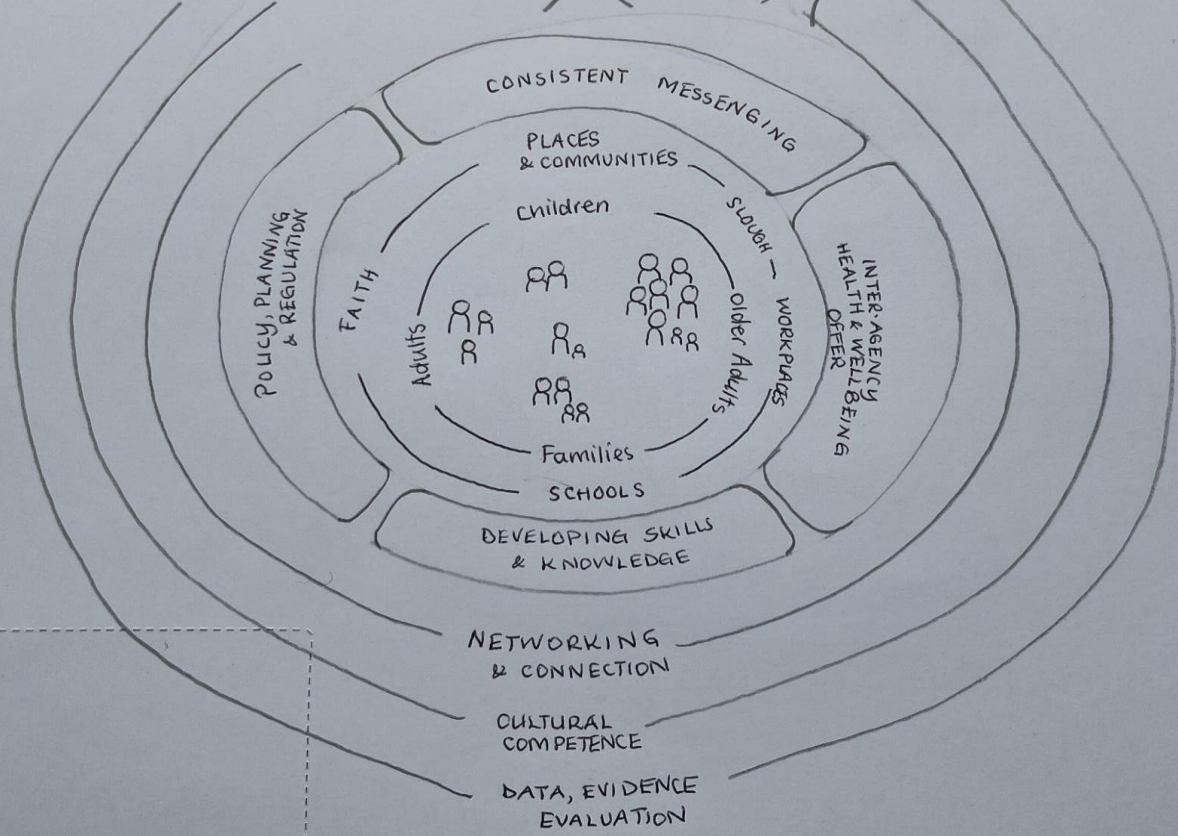 CONSISTENT MESSENGING
PLACES
& COMMUNITIES
Children
SLOUGH
FAITH
POLICY, PLANNING
& REGULATION
INTER-AGENCY
HEALTH & WELLBEING
OFFER
WORKPLACES
Older Adults
Adults
Families
SCHOOLS
DEVELOPING SKILLS
& KNOWLEDGE
NETWORKING
& CONNECTION
CULTURAL
COMPETENCE
DATA, EVIDENCE
EVALUATION